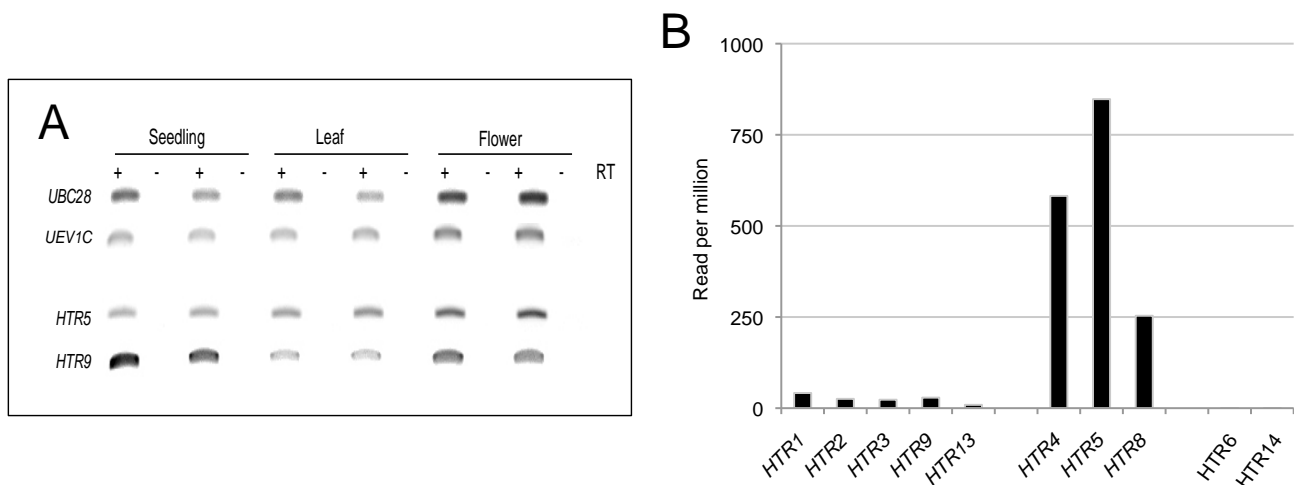 A
Seedling Leaf Flower
+ - + - + - + - + - + - RT
UBC28
UEV1C
HTR5
HTR9
B
Read per million
1000
750
500
250
0
HTR1 HTR2 HTR3 HTR9 HTR13 HTR4 HTR5 HTR8 HTR6 HTR14